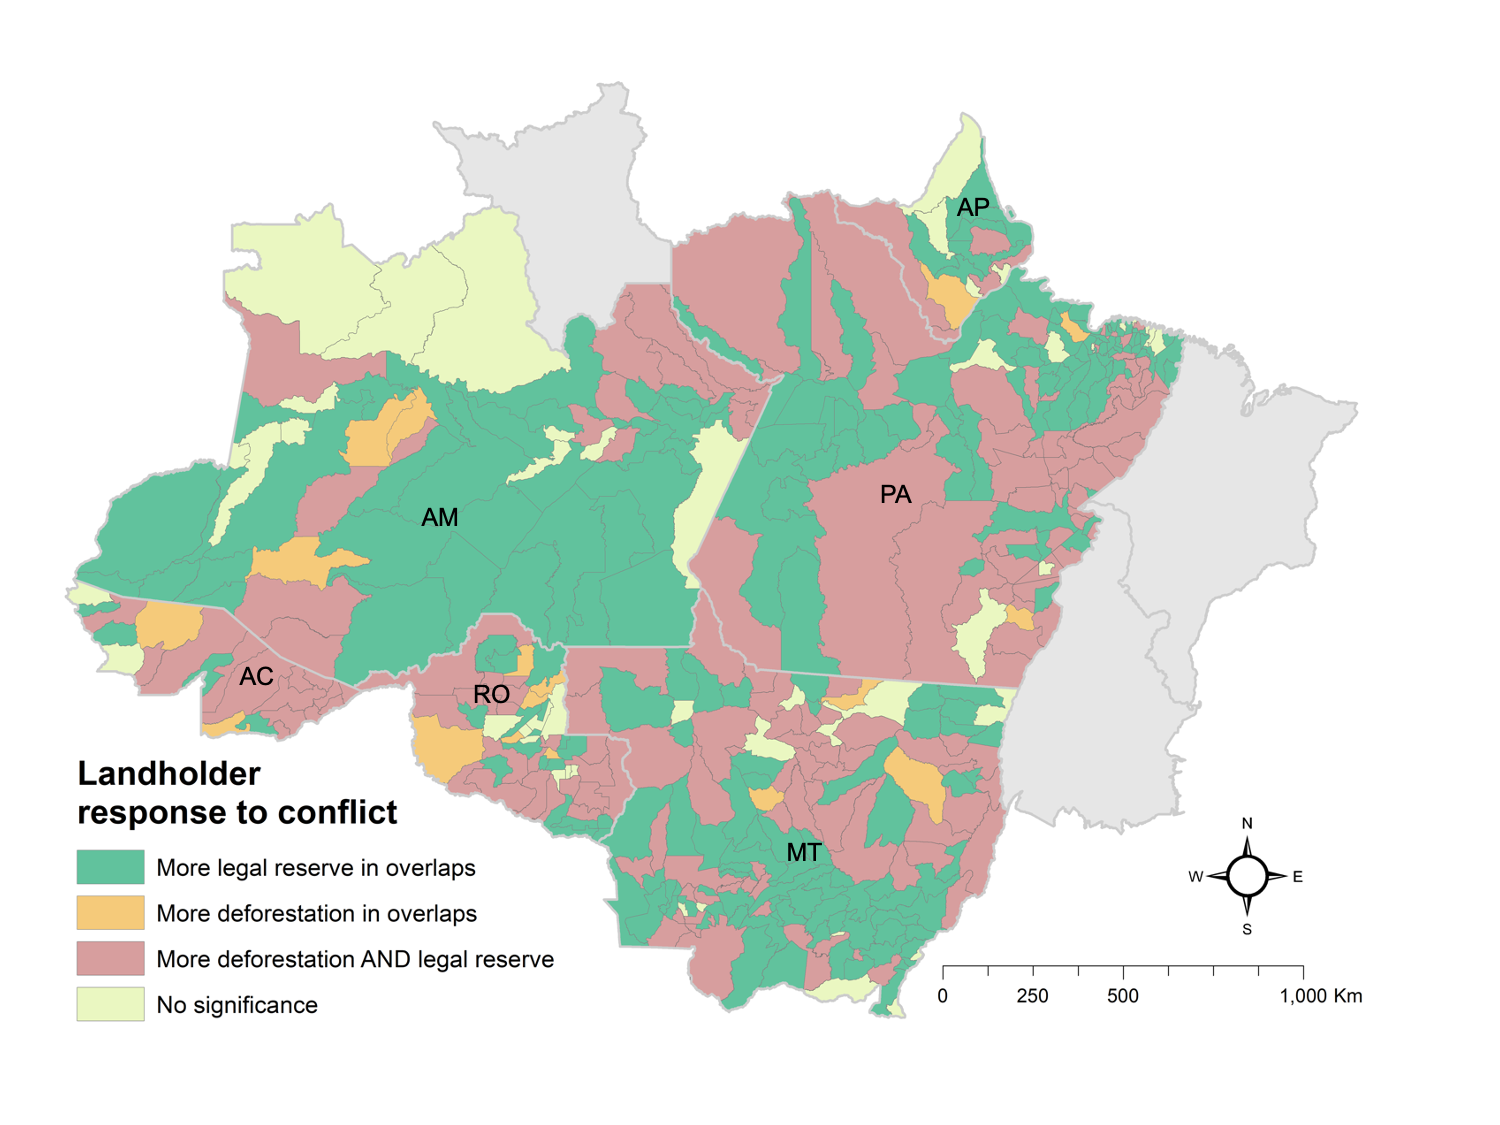 AP
PA
AM
AC
RO
MT
Landholder
response to conflict
More legal reserve in overlaps
More deforestation in overlaps
More deforestation AND legal reserve
No significance
N
W
E
S
0
250
500
1,000 Km